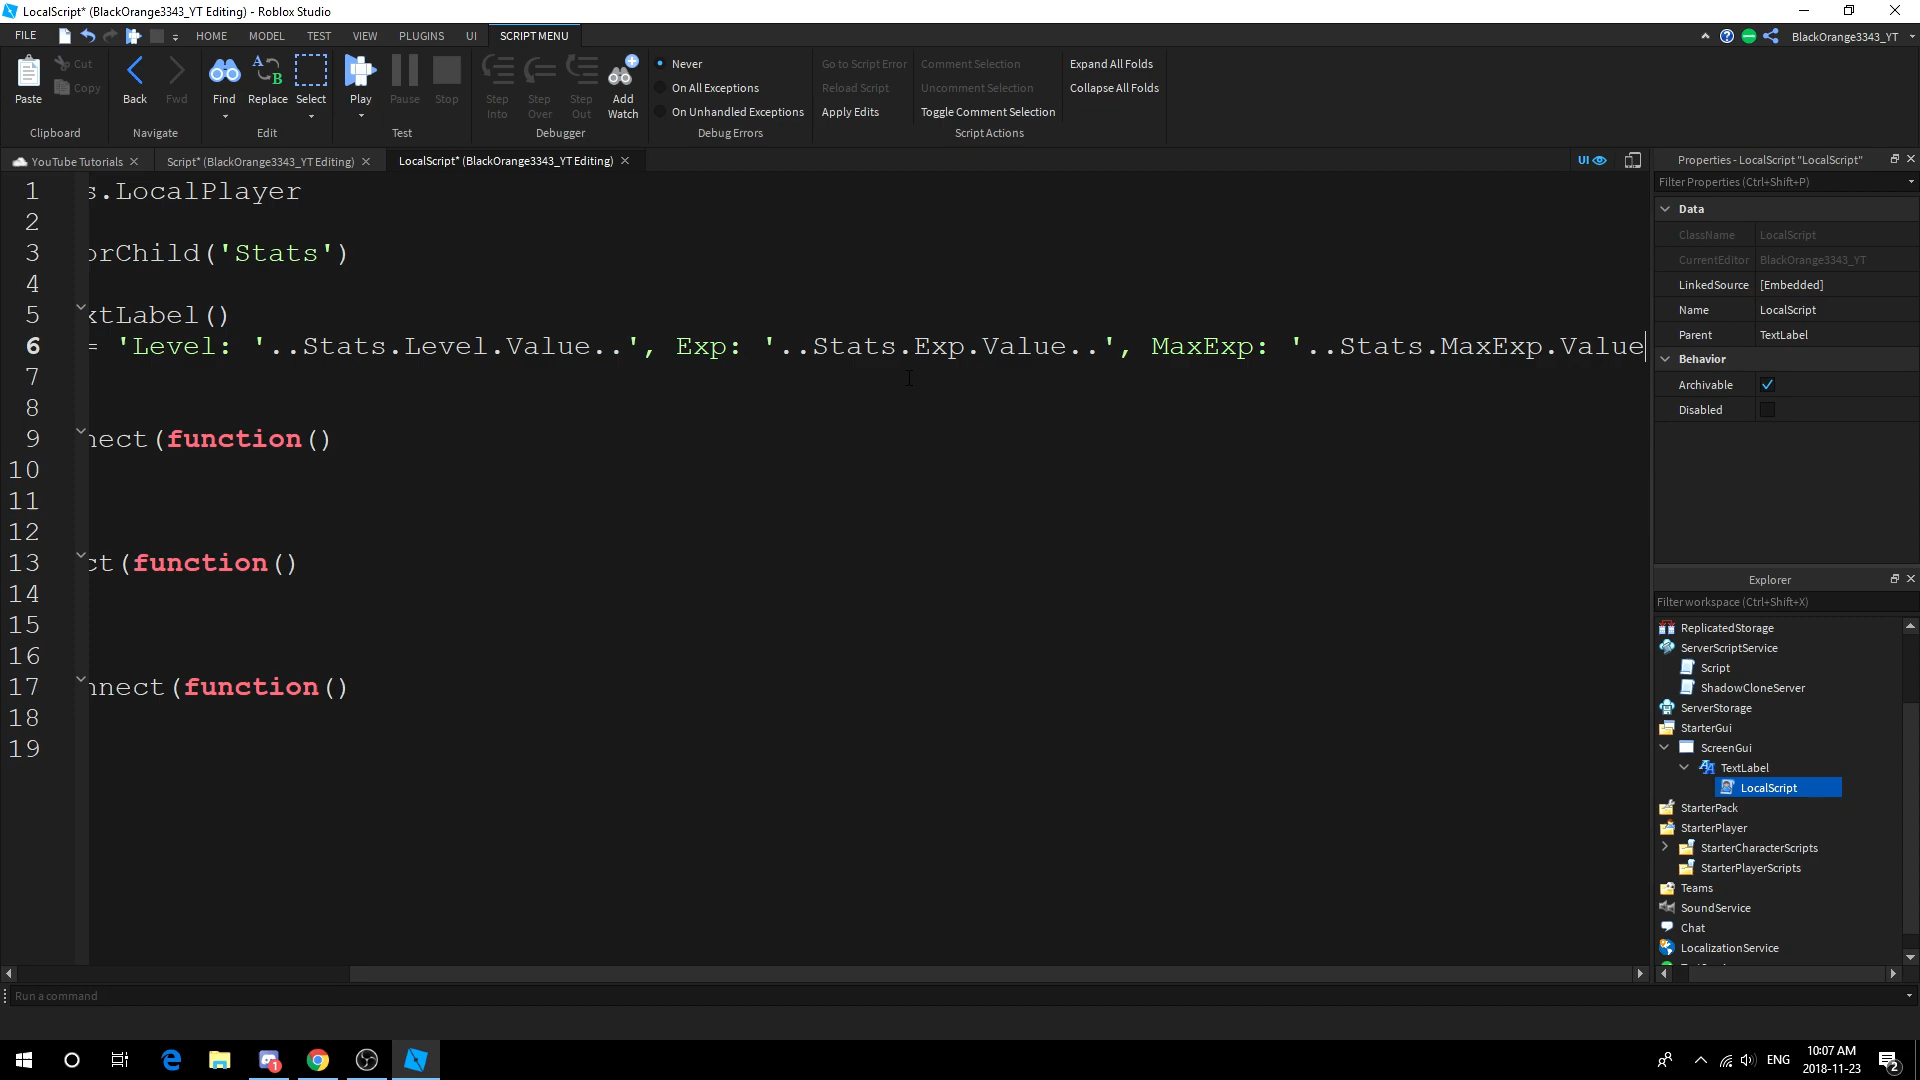 LocalScript* (BlackOrange3343_YT Editing) - Roblox Studio
FILE HOME MODEL TEST VIEW PLUGINS UI SCRIPT MENU BlackOrange3343_YT
Paste Cut Copy Clipboard
Back Fwd Navigate
Find Replace Select Edit
Play Pause Stop Test
Step Into Step Over Step Out Add Watch Debugger
Never
On All Exceptions
On Unhandled Exceptions
Debug Errors
Go to Script Error
Reload Script
Apply Edits
Comment Selection
Uncomment Selection
Toggle Comment Selection
Expand All Folds
Collapse All Folds
Script Actions
YouTube Tutorials Script* (BlackOrange3343_YT Editing) LocalScript* (BlackOrange3343_YT Editing) UI
1 s.LocalPlayer
2
3 orChild('Stats')
4
5 xtLabel()
6 = 'Level: '..Stats.Level.Value..', Exp: '..Stats.Exp.Value..', MaxExp: '..Stats.MaxExp.Value
7
8
9 nect(function()
10
11
12
13 ct(function()
14
15
16
17 nnect(function()
18
19
Properties - LocalScript "LocalScript"
Filter Properties (Ctrl+Shift+P)
Data
ClassName LocalScript
CurrentEditor BlackOrange3343_YT
LinkedSource [Embedded]
Name LocalScript
Parent TextLabel
Behavior
Archivable
Disabled
Explorer
Filter workspace (Ctrl+Shift+X)
ReplicatedStorage
ServerScriptService
Script
ShadowCloneServer
ServerStorage
StarterGui
ScreenGui
TextLabel
LocalScript
StarterPack
StarterPlayer
StarterCharacterScripts
StarterPlayerScripts
Teams
SoundService
Chat
LocalizationService
Run a command
1
ENG
10:07 AM
2018-11-23
2